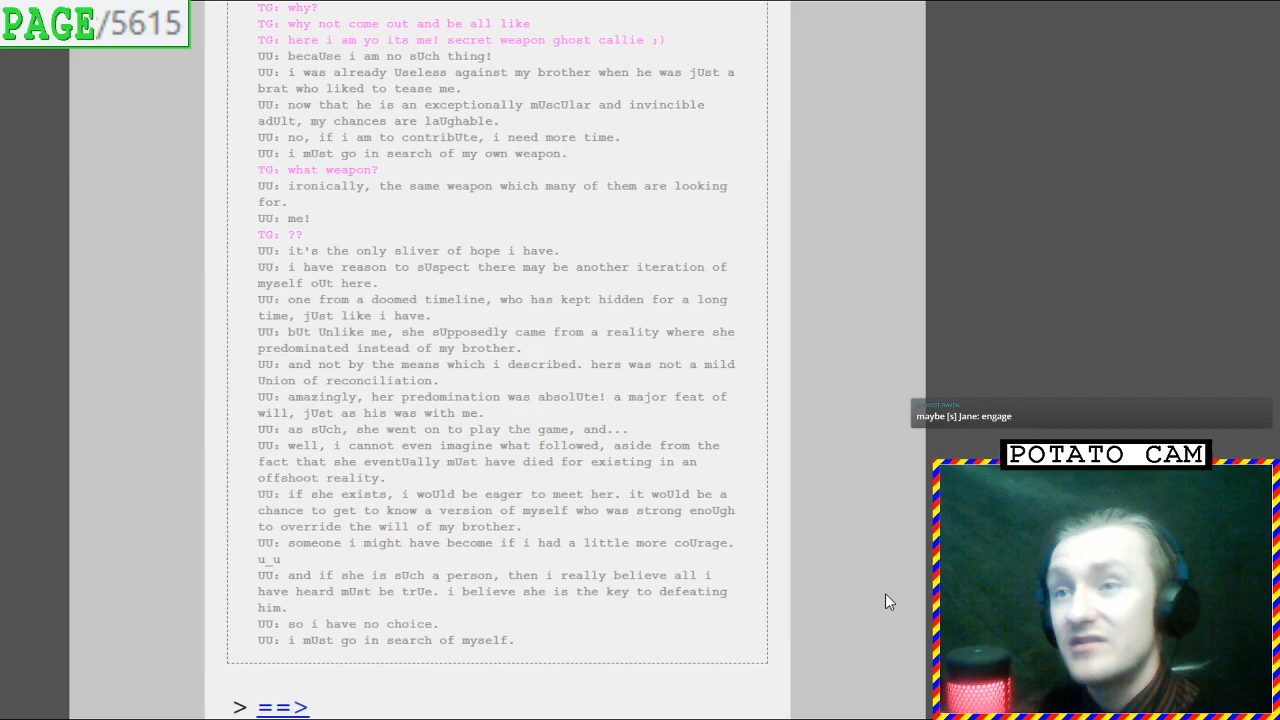 PAGE/5615
TG: why?
TG: why not come out and be all like
TG: here i am yo its me! secret weapon ghost callie ;)
UU: becaUse i am no sUch thing!
UU: i was already Useless against my brother when he was jUst a
brat who liked to tease me.
UU: now that he is an exceptionally mUscUlar and invincible
adUlt, my chances are laUghable.
UU: no, if i am to contribUte, i need more time.
UU: i mUst go in search of my own weapon.
TG: what weapon?
UU: ironically, the same weapon which many of them are looking
for.
UU: me!
TG: ??
UU: it's the only sliver of hope i have.
UU: i have reason to sUspect there may be another iteration of
myself oUt here.
UU: one from a doomed timeline, who has kept hidden for a long
time, jUst like i have.
UU: bUt Unlike me, she sUpposedly came from a reality where she
predominated instead of my brother.
UU: and not by the means which i described. hers was not a mild
Union of reconciliation.
UU: amazingly, her predomination was absolUte! a major feat of
will, jUst as his was with me.
UU: as sUch, she went on to play the game, and...
UU: well, i cannot even imagine what followed, aside from the
fact that she eventUally mUst have died for existing in an
offshoot reality.
UU: if she exists, i woUld be eager to meet her. it woUld be a
chance to get to know a version of myself who was strong enoUgh
to override the will of my brother.
UU: someone i might have become if i had a little more coUrage.
u_u
UU: and if she is sUch a person, then i really believe all i
have heard mUst be trUe. i believe she is the key to defeating
him.
UU: so i have no choice.
UU: i mUst go in search of myself.
> ==>
maybe [s] Jane: engage
POTATO CAM